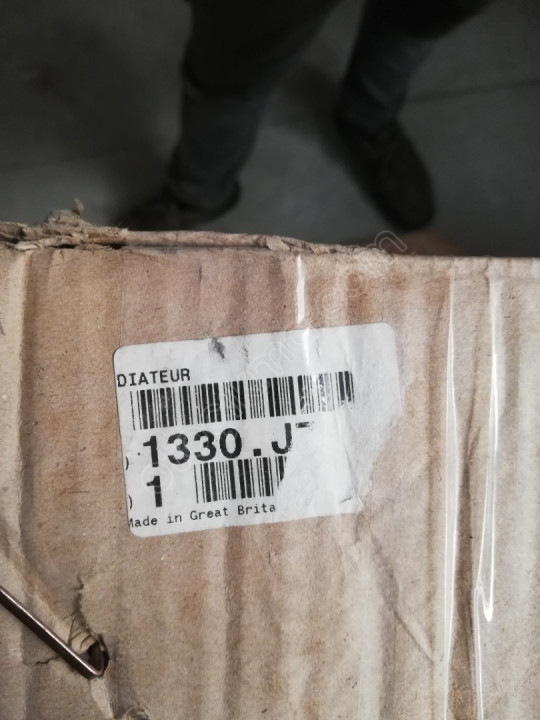 DIATEUR
) 1330.J
) 1
Made in Great Brita